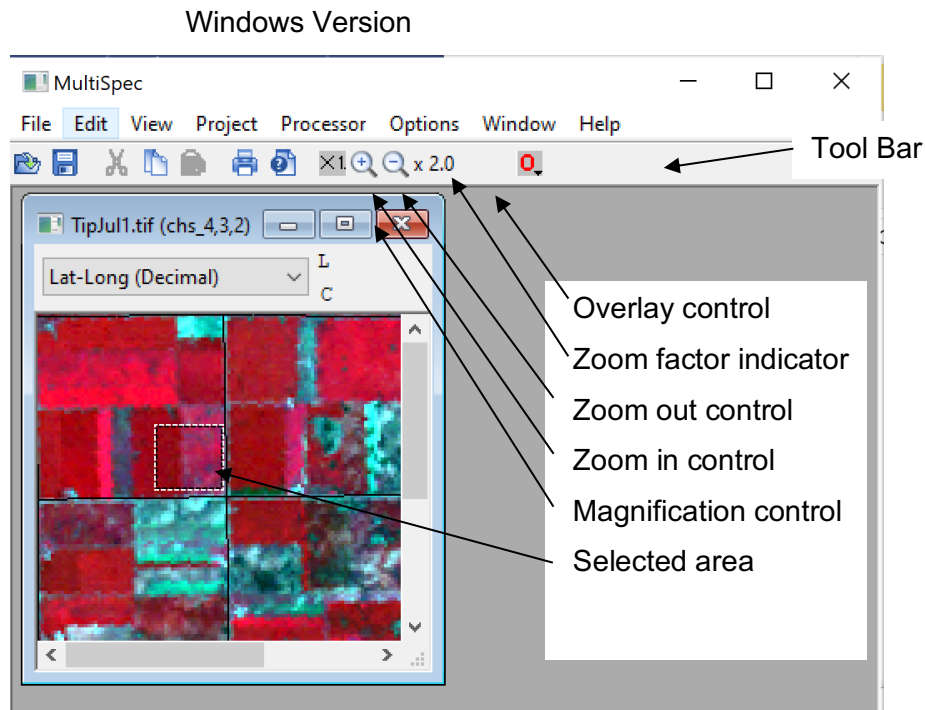 Windows Version
MultiSpec
File Edit View Project Processor Options Window Help
Tool Bar
×1. x 2.0 O
TipJul1.tif (chs_4,3,2)
Lat-Long (Decimal)
L
C
Overlay control
Zoom factor indicator
Zoom out control
Zoom in control
Magnification control
Selected area